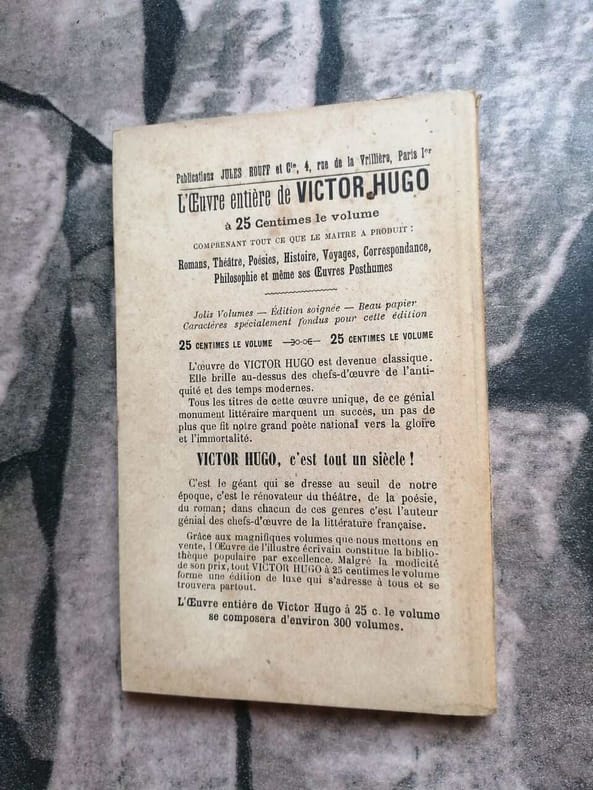 Publications JULES ROUFF et Cie, 4, rue de la Vrillière, Paris Ier
L'Œuvre entière de VICTOR HUGO
à 25 Centimes le volume
COMPRENANT TOUT CE QUE LE MAITRE A PRODUIT :
Romans, Théâtre, Poésies, Histoire, Voyages, Correspondance,
Philosophie et même ses Œuvres Posthumes
Jolis Volumes — Édition soignée — Beau papier
Caractères spécialement fondus pour cette édition
25 CENTIMES LE VOLUME 25 CENTIMES LE VOLUME
L'œuvre de VICTOR HUGO est devenue classique.
Elle brille au-dessus des chefs-d'œuvre de l'anti-
quité et des temps modernes.
Tous les titres de cette œuvre unique, de ce génial
monument littéraire marquent un succès, un pas de
plus que fit notre grand poète national vers la gloire
et l'immortalité.
VICTOR HUGO, c'est tout un siècle !
C'est le géant qui se dresse au seuil de notre
époque, c'est le rénovateur du théâtre, de la poésie,
du roman; dans chacun de ces genres c'est l'auteur
génial des chefs-d'œuvre de la littérature française.
Grâce aux magnifiques volumes que nous mettons en
vente, l'Œuvre de l'illustre écrivain constitue la biblio-
thèque populaire par excellence. Malgré la modicité
de son prix, tout VICTOR HUGO à 25 centimes le volume
forme une édition de luxe qui s'adresse à tous et se
trouvera partout.
L'Œuvre entière de Victor Hugo à 25 c. le volume
se composera d'environ 300 volumes.